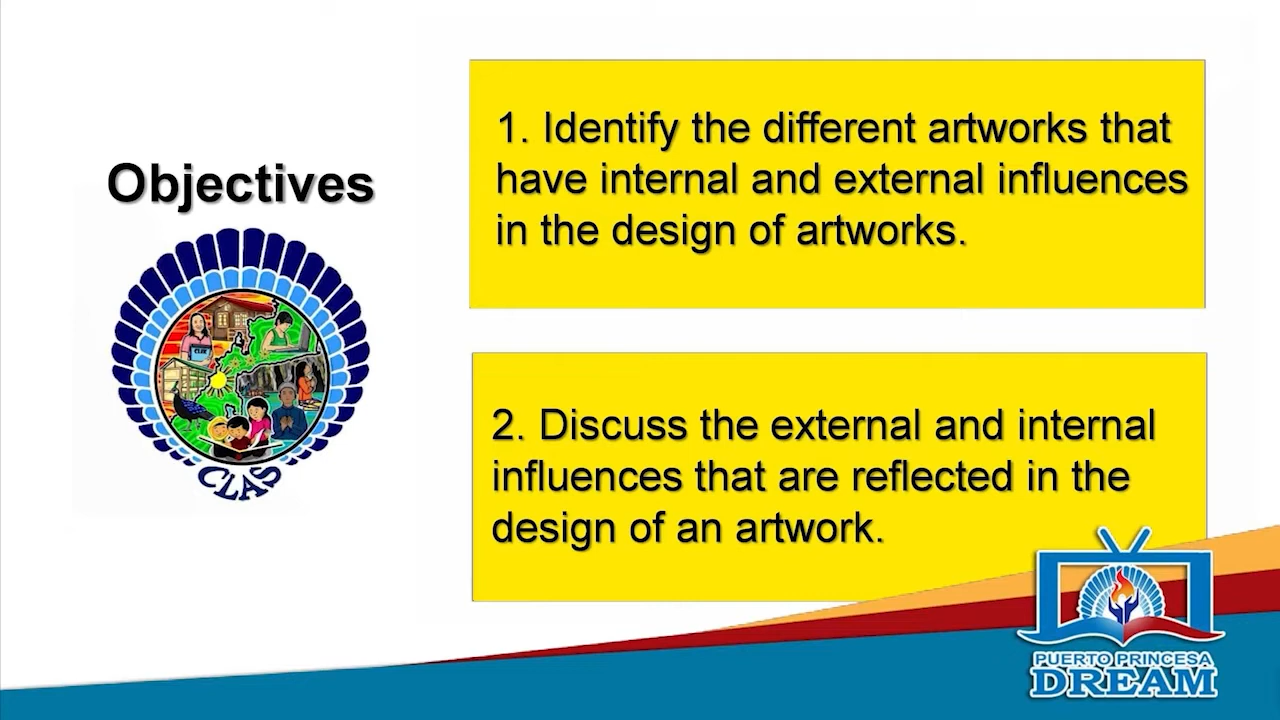 Objectives
CLAS
1. Identify the different artworks that
have internal and external influences
in the design of artworks.
2. Discuss the external and internal
influences that are reflected in the
design of an artwork.
PUERTO PRINCESA
DREAM